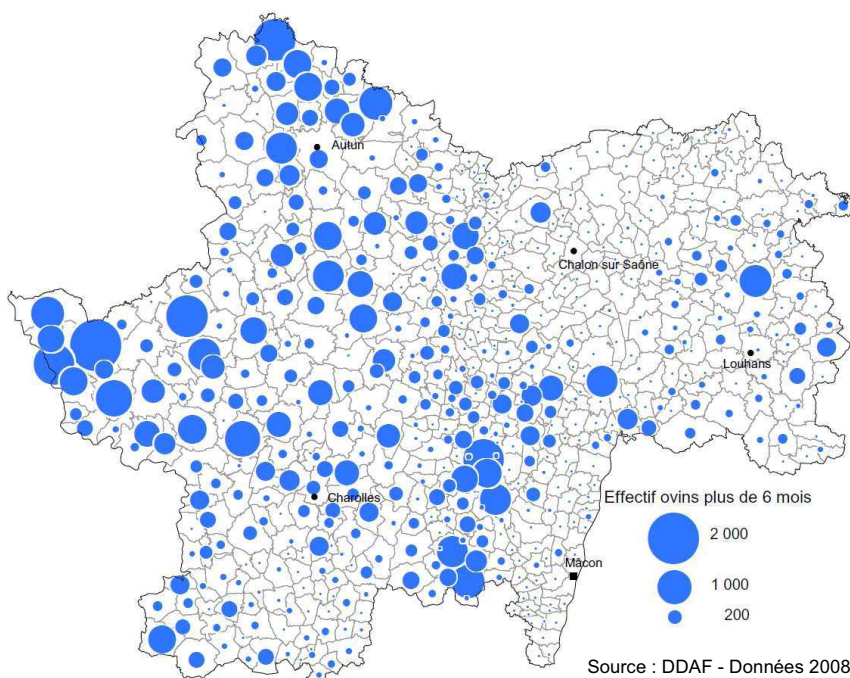 Autun
Chalon sur Saône
Louhans
Charolles
Effectif ovins plus de 6 mois
2 000
Mâcon
1 000
200
Source : DDAF - Données 2008